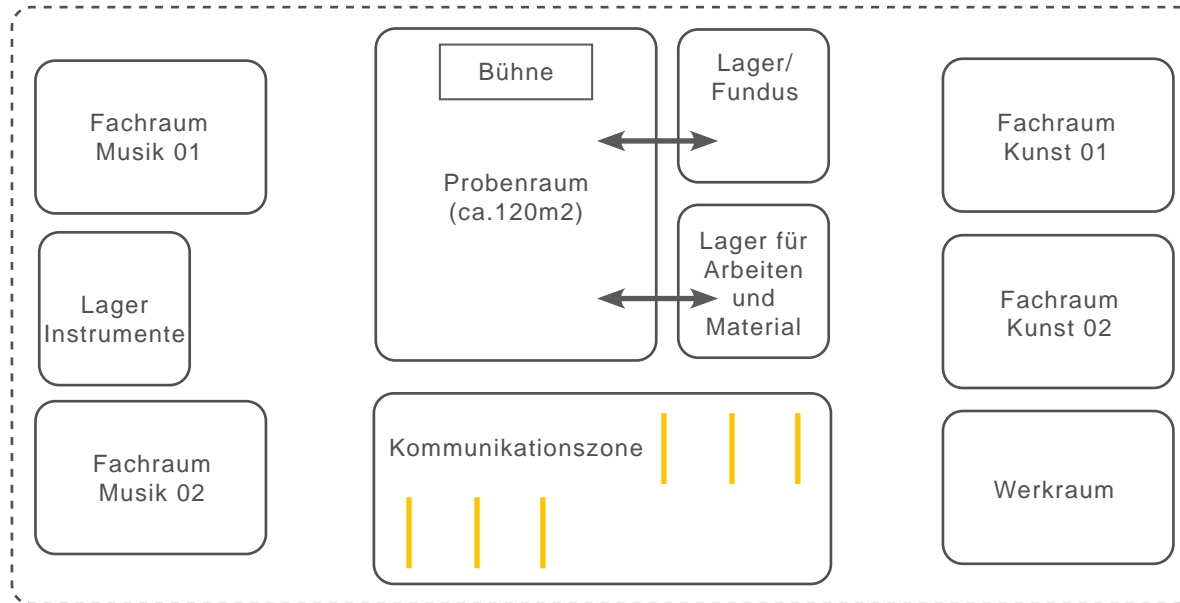 Fachraum
Musik 01
Lager
Instrumente
Fachraum
Musik 02
Bühne
Probenraum
(ca.120m2)
Lager/
Fundus
Lager für
Arbeiten
und
Material
Kommunikationszone
Fachraum
Kunst 01
Fachraum
Kunst 02
Werkraum